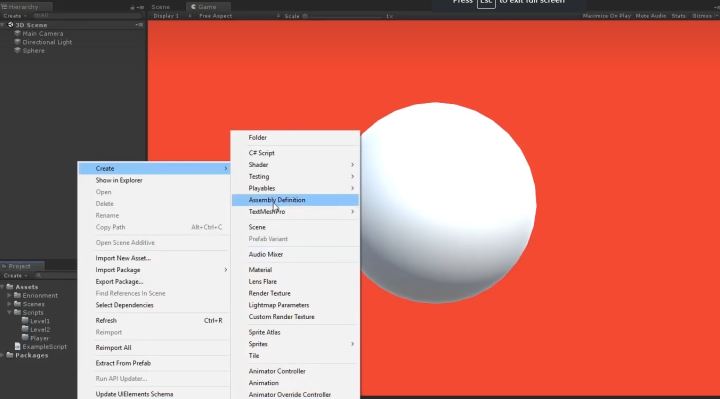 Press Esc to exit full screen
Hierarchy
Scene
Game
Create
Display 1
Free Aspect
Scale
1x
Maximize On Play
Mute Audio
Stats
Gizmos
3D Scene
Main Camera
Directional Light
Sphere
Create
Show in Explorer
Open
Delete
Rename
Copy Path Alt+Ctrl+C
Open Scene Additive
Import New Asset...
Import Package
Export Package...
Find References In Scene
Select Dependencies
Refresh Ctrl+R
Reimport
Reimport All
Extract From Prefab
Run API Updater...
Update UIElements Schema
Folder
C# Script
Shader
Testing
Playables
Assembly Definition
TextMeshPro
Scene
Prefab Variant
Audio Mixer
Material
Lens Flare
Render Texture
Lightmap Parameters
Custom Render Texture
Sprite Atlas
Sprites
Tile
Animator Controller
Animation
Animator Override Controller
Project
Create
Assets
Enrionment
Scenes
Scripts
Level1
Level2
Player
ExampleScript
Packages